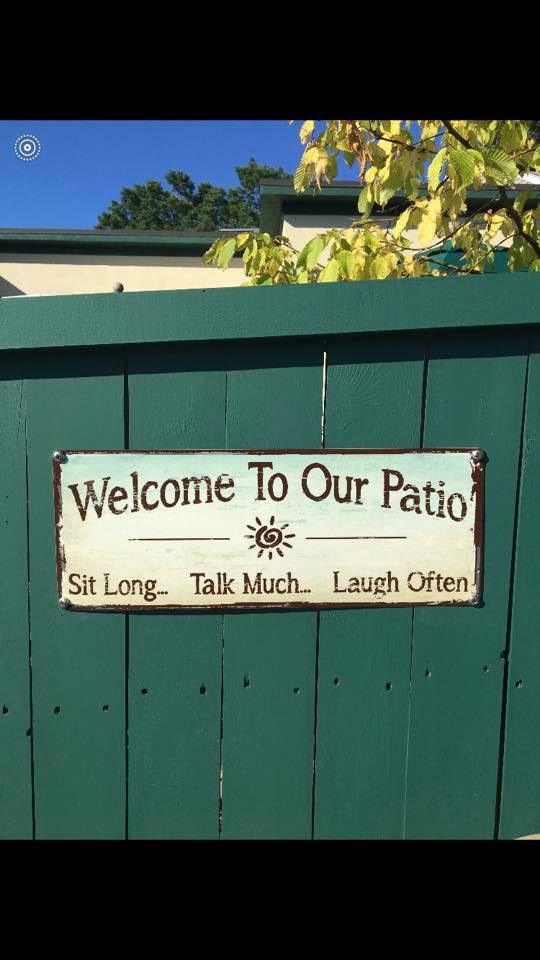 Welcome To Our Patio
Sit Long... Talk Much... Laugh Often